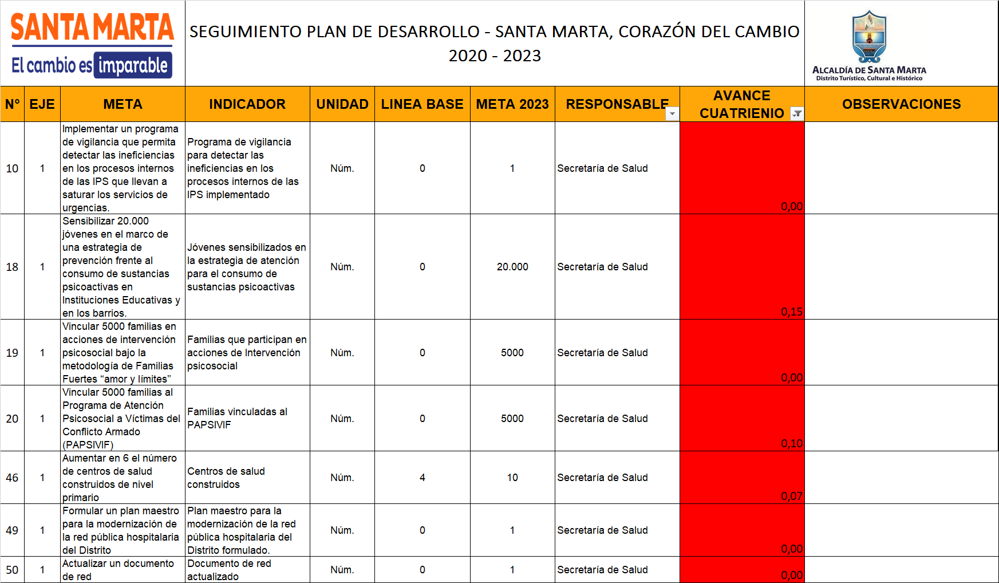 SANTA MARTA
El cambio es imparable
SEGUIMIENTO PLAN DE DESARROLLO - SANTA MARTA, CORAZÓN DEL CAMBIO
2020 - 2023
ALCALDÍA DE SANTA MARTA
Distrito Turístico, Cultural e Histórico
N° EJE META INDICADOR UNIDAD LINEA BASE META 2023 RESPONSABLE AVANCE CUATRIENIO OBSERVACIONES
10 1
Implementar un programa
de vigilancia que permita
detectar las ineficiencias
en los procesos internos
de las IPS que llevan a
saturar los servicios de
urgencias.
Programa de vigilancia
para detectar las
ineficiencias en los
procesos internos de las
IPS implementado
Núm. 0 1 Secretaría de Salud 0,00
18 1
Sensibilizar 20.000
jóvenes en el marco de
una estrategia de
prevención frente al
consumo de sustancias
psicoactivas en
Instituciones Educativas y
en los barrios.
Jóvenes sensibilizados en
la estrategia de atención
para el consumo de
sustancias psicoactivas
Núm. 0 20.000 Secretaría de Salud 0,15
19 1
Vincular 5000 familias en
acciones de intervención
psicosocial bajo la
metodología de Familias
Fuertes “amor y límites”
Familias que participan en
acciones de Intervención
psicosocial
Núm. 0 5000 Secretaría de Salud 0,00
20 1
Vincular 5000 familias al
Programa de Atención
Psicosocial a Víctimas del
Conflicto Armado
(PAPSIVIF)
Familias vinculadas al
PAPSIVIF
Núm. 0 5000 Secretaría de Salud 0,10
46 1
Aumentar en 6 el número
de centros de salud
construidos de nivel
primario
Centros de salud
construidos
Núm. 4 10 Secretaría de Salud 0,07
49 1
Formular un plan maestro
para la modernización de
la red pública hospitalaria
del Distrito
Plan maestro para la
modernización de la red
pública hospitalaria del
Distrito formulado.
Núm. 0 1 Secretaría de Salud 0,00
50 1
Actualizar un documento
de red
Documento de red
actualizado
Núm. 0 1 Secretaría de Salud 0,00